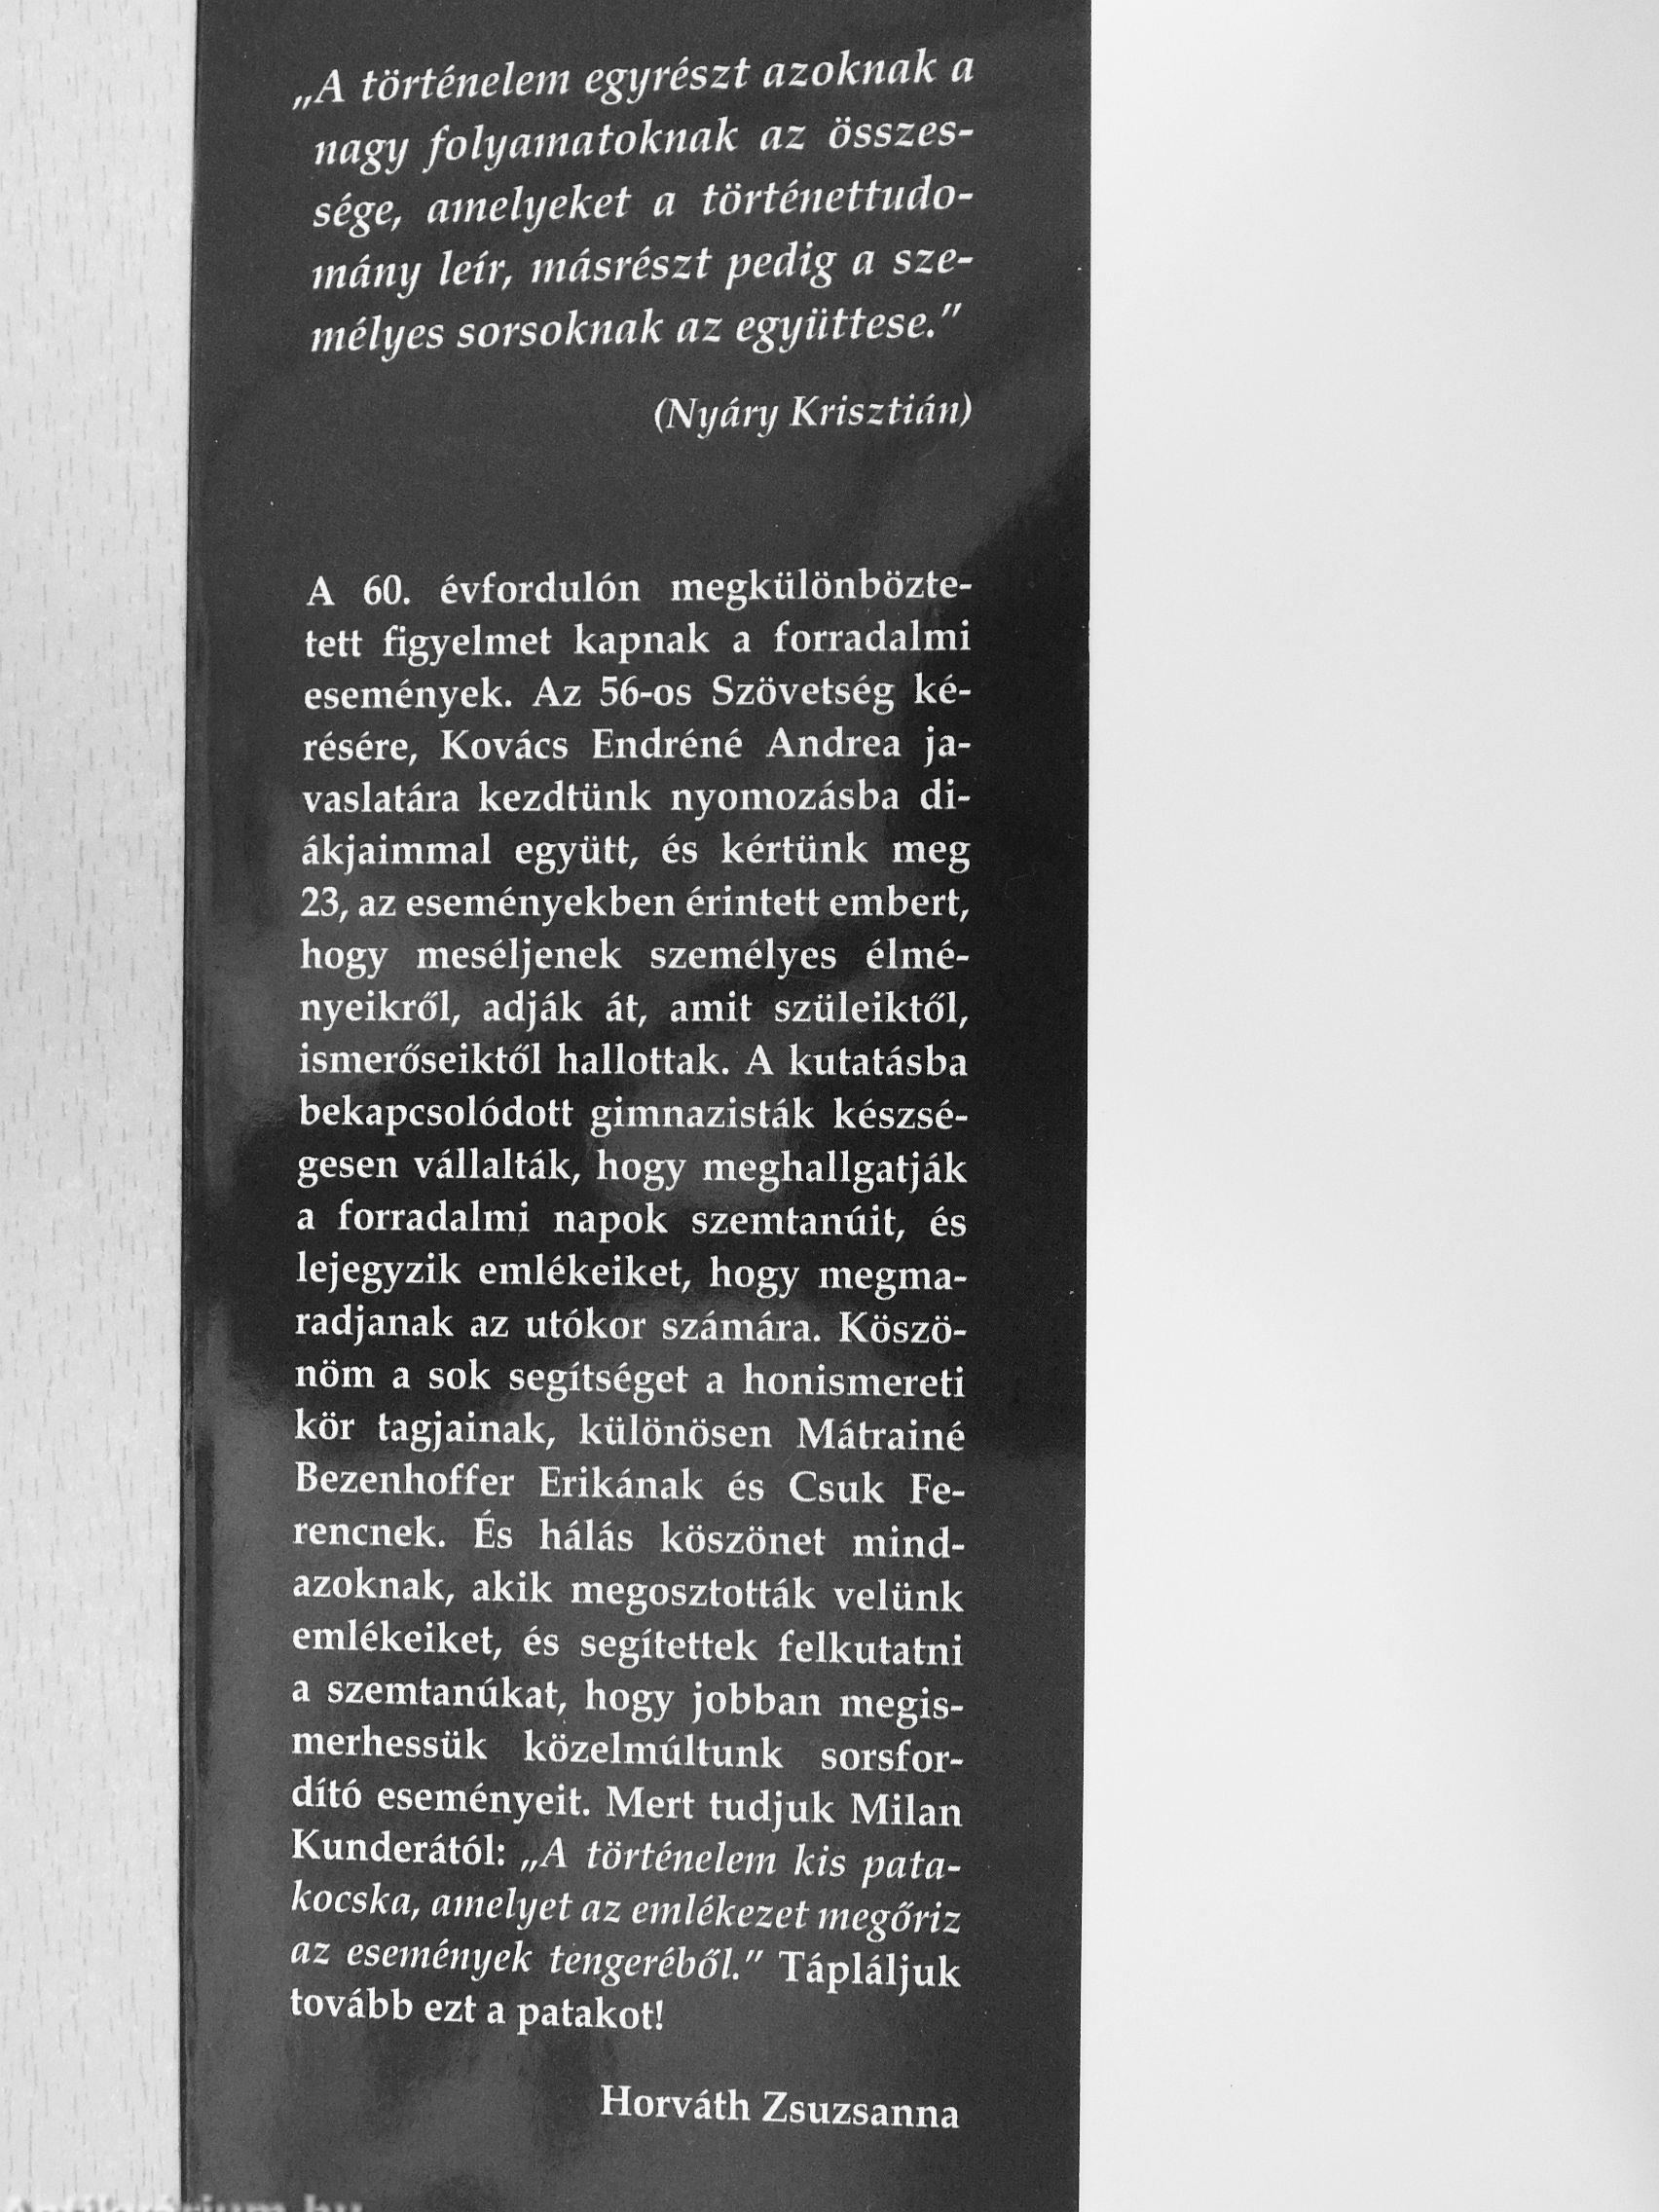 „A történelem egyrészt azoknak a
nagy folyamatoknak az összes-
sége, amelyeket a történettudo-
mány leír, másrészt pedig a sze-
mélyes sorsoknak az együttese."
(Nyáry Krisztián)
A 60. évfordulón megkülönbözte-
tett figyelmet kapnak a forradalmi
események. Az 56-os Szövetség ké-
résére, Kovács Endréné Andrea ja-
vaslatára kezdtünk nyomozásba di-
ákjaimmal együtt, és kértünk meg
23, az eseményekben érintett embert,
hogy meséljenek személyes élmé-
nyeikről, adják át, amit szüleiktől,
ismerőseiktől hallottak. A kutatásba
bekapcsolódott gimnazisták készsé-
gesen vállalták, hogy meghallgatják
a forradalmi napok szemtanúit, és
lejegyzik emlékeiket, hogy megma-
radjanak az utókor számára. Köszö-
nöm a sok segítséget a honismereti
kör tagjainak, különösen Mátrainé
Bezenhoffer Erikának és Csuk Fe-
rencnek. És hálás köszönet mind-
azoknak, akik megosztották velünk
emlékeiket, és segítettek felkutatni
a szemtanúkat, hogy jobban megis-
merhessük közelmúltunk sorsfor-
dító eseményeit. Mert tudjuk Milan
Kunderától: „A történelem kis pata-
kocska, amelyet az emlékezet megőriz
az események tengeréből." Tápláljuk
tovább ezt a patakot!
Horváth Zsuzsanna